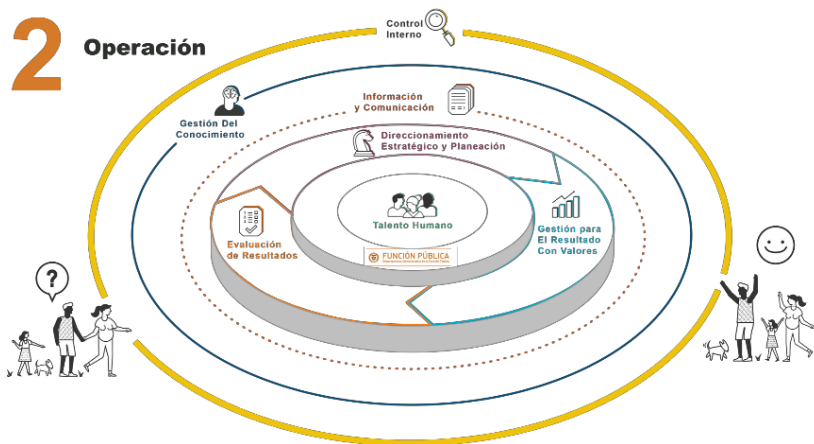 2
Operación
Control
Interno
Gestión Del
Conocimiento
Información
y Comunicación
Direccionamiento
Estratégico y Planeación
Talento Humano
Evaluación
de Resultados
Gestión para
El Resultado
Con Valores
FUNCIÓN PÚBLICA
?